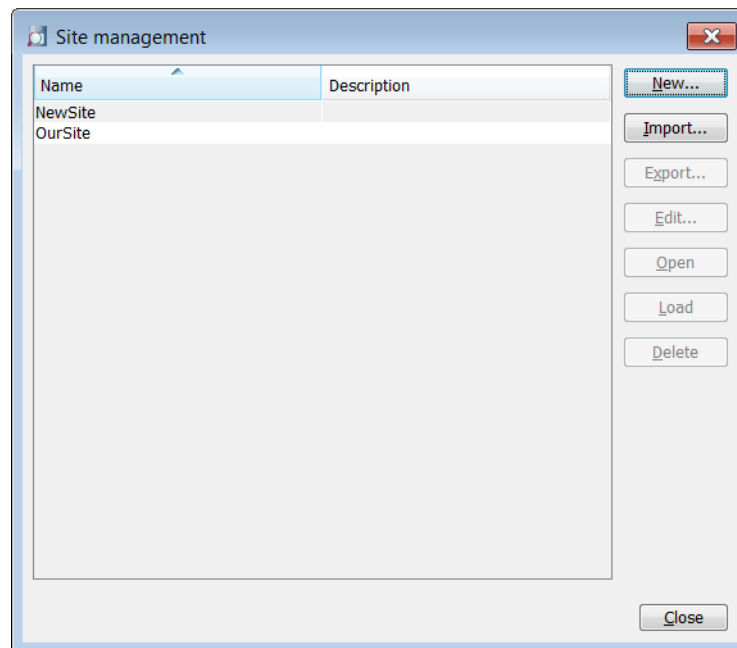 Site management
Name Description
NewSite
OurSite
New...
Import...
Export...
Edit...
Open
Load
Delete
Close